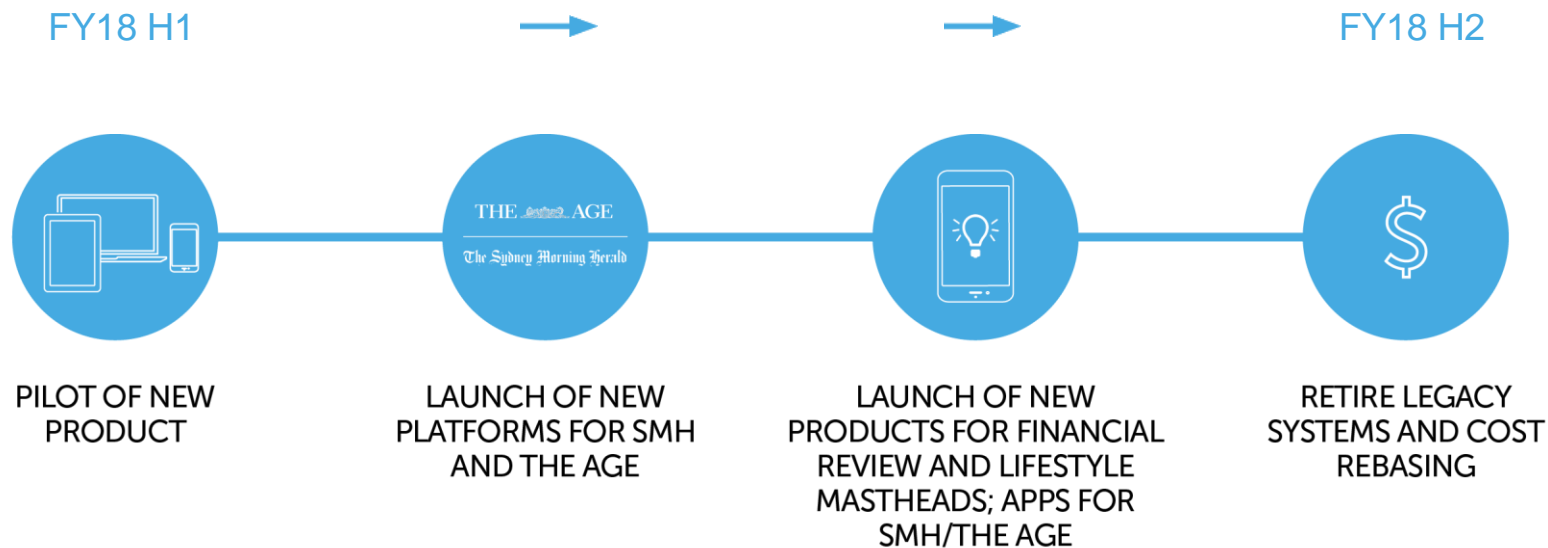 FY18 H1
FY18 H2
THE AGE
The Sydney Morning Herald
$
PILOT OF NEW
PRODUCT
LAUNCH OF NEW
PLATFORMS FOR SMH
AND THE AGE
LAUNCH OF NEW
PRODUCTS FOR FINANCIAL
REVIEW AND LIFESTYLE
MASTHEADS; APPS FOR
SMH/THE AGE
RETIRE LEGACY
SYSTEMS AND COST
REBASING